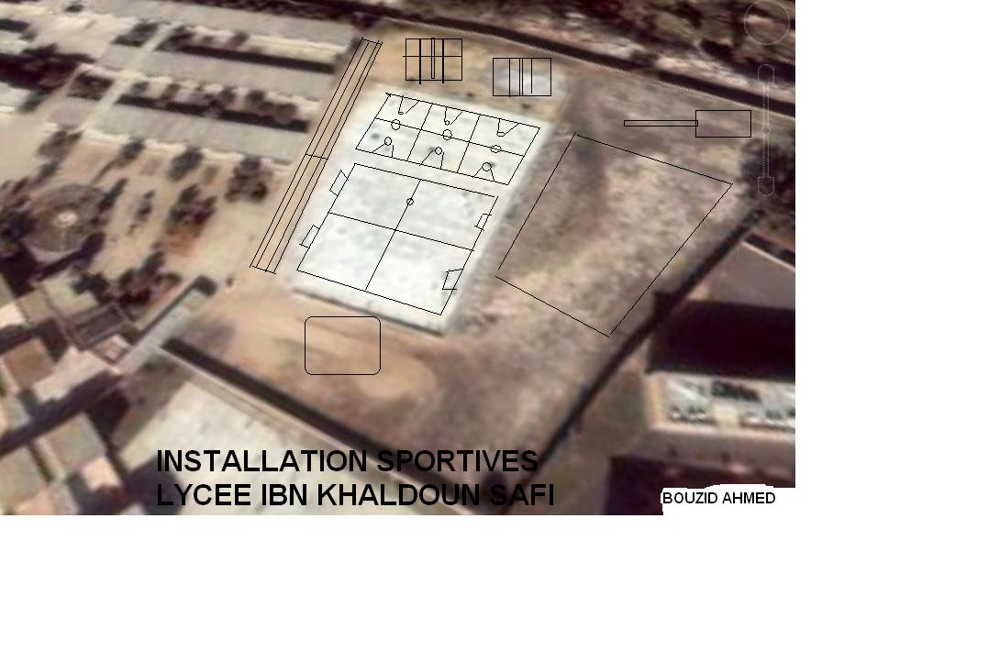 INSTALLATION SPORTIVES
LYCEE IBN KHALDOUN SAFI
BOUZID AHMED